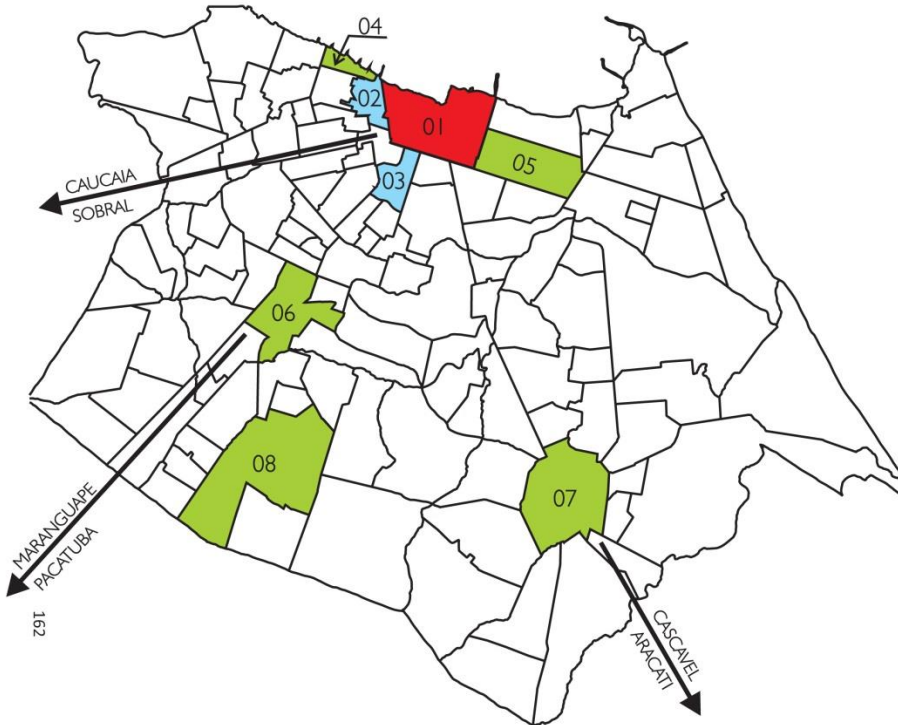 04
02
01
05
03
CAUCAIA
SOBRAL
06
08
07
MARANGUAPE
PACATUBA
162
CASCAVEL
ARACATI